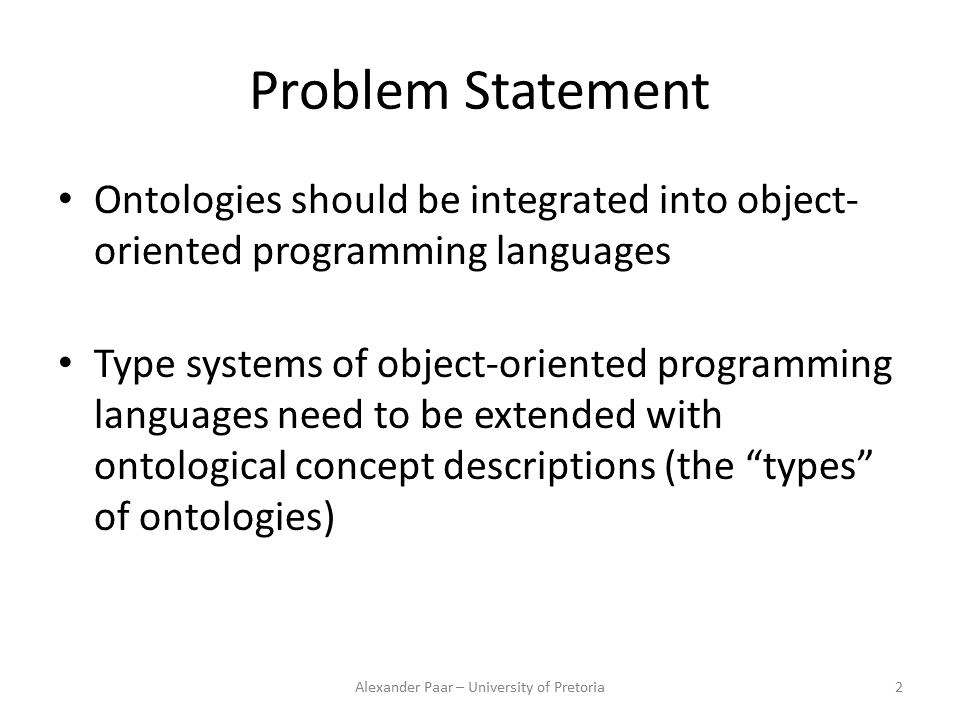 Problem Statement
• Ontologies should be integrated into object-
oriented programming languages
• Type systems of object-oriented programming
languages need to be extended with
ontological concept descriptions (the “types”
of ontologies)
Alexander Paar – University of Pretoria
2